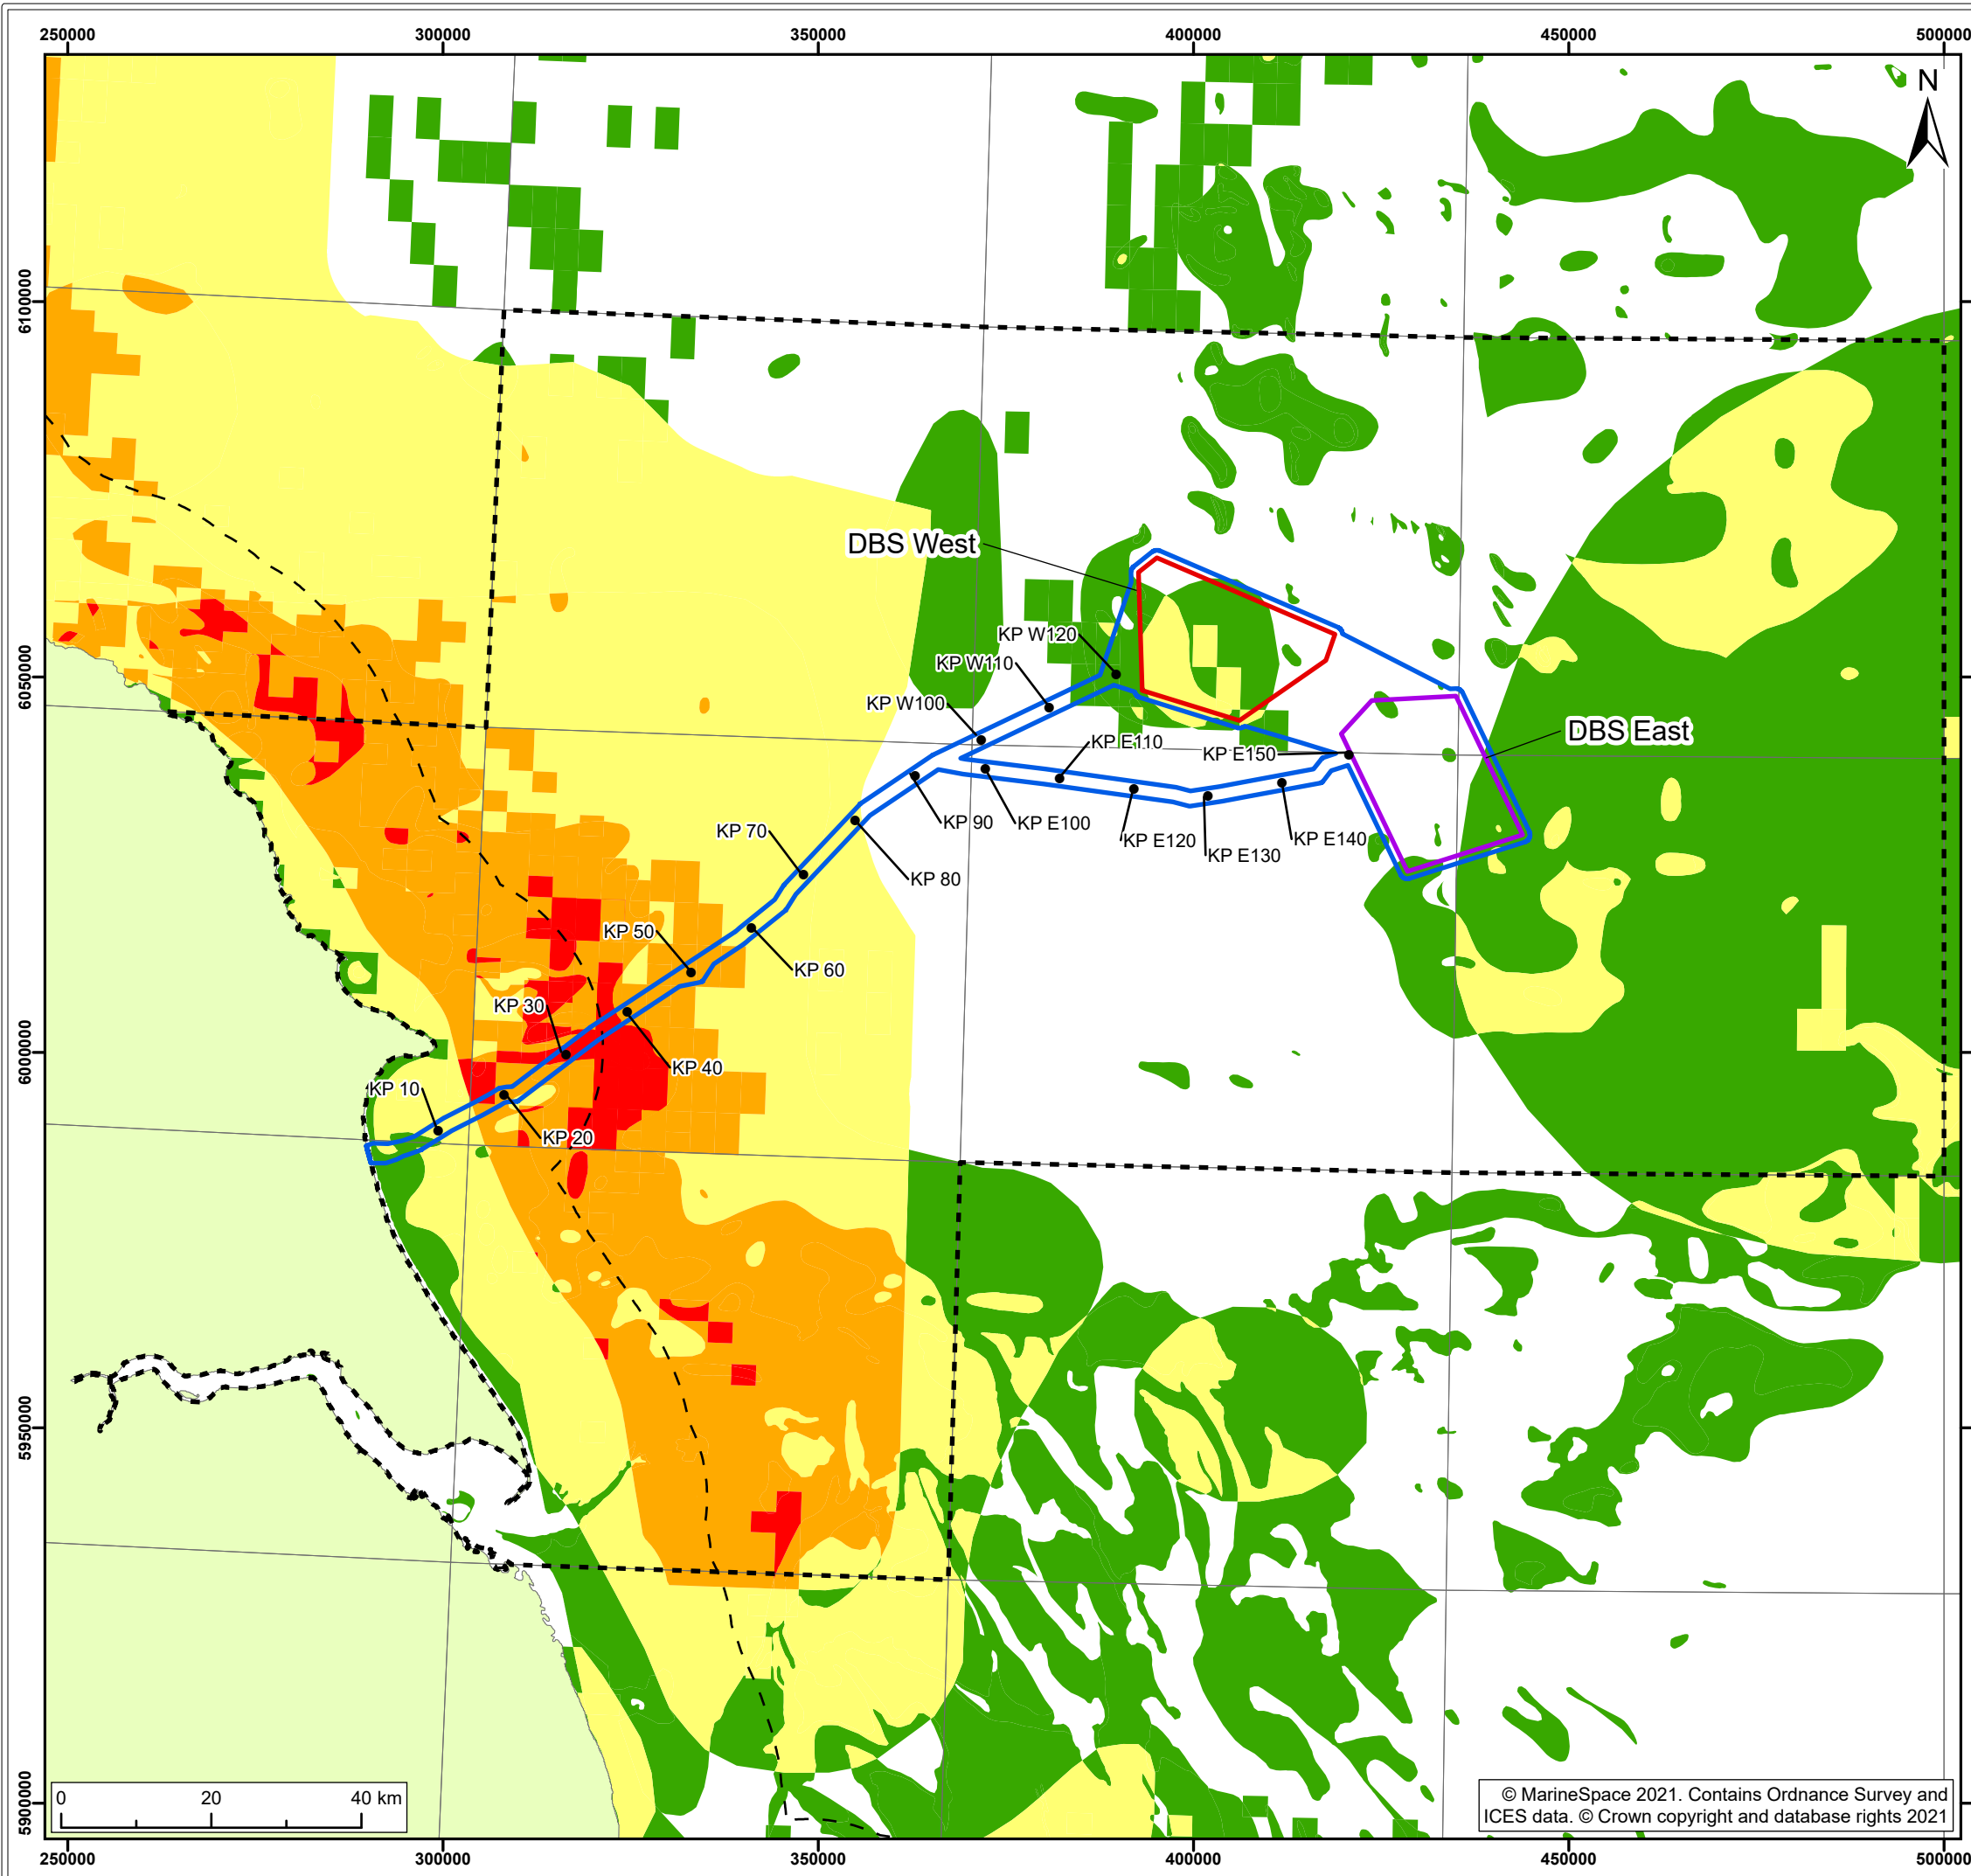 250000
300000
350000
400000
450000
500000
N
6100000
DBS West
KP W120
6050000
KP W110
KP W100
DBS East
KP E110
KP E150
KP 90
KP E100
KP 70
KP E120
KP E140
KP E130
KP 80
KP 50
KP 60
KP 30
6000000
KP 40
KP 10
KP 20
5950000
5900000
0 20 40 km
© MarineSpace 2021. Contains Ordnance Survey and
ICES data. © Crown copyright and database rights 2021
250000
300000
350000
400000
450000
500000